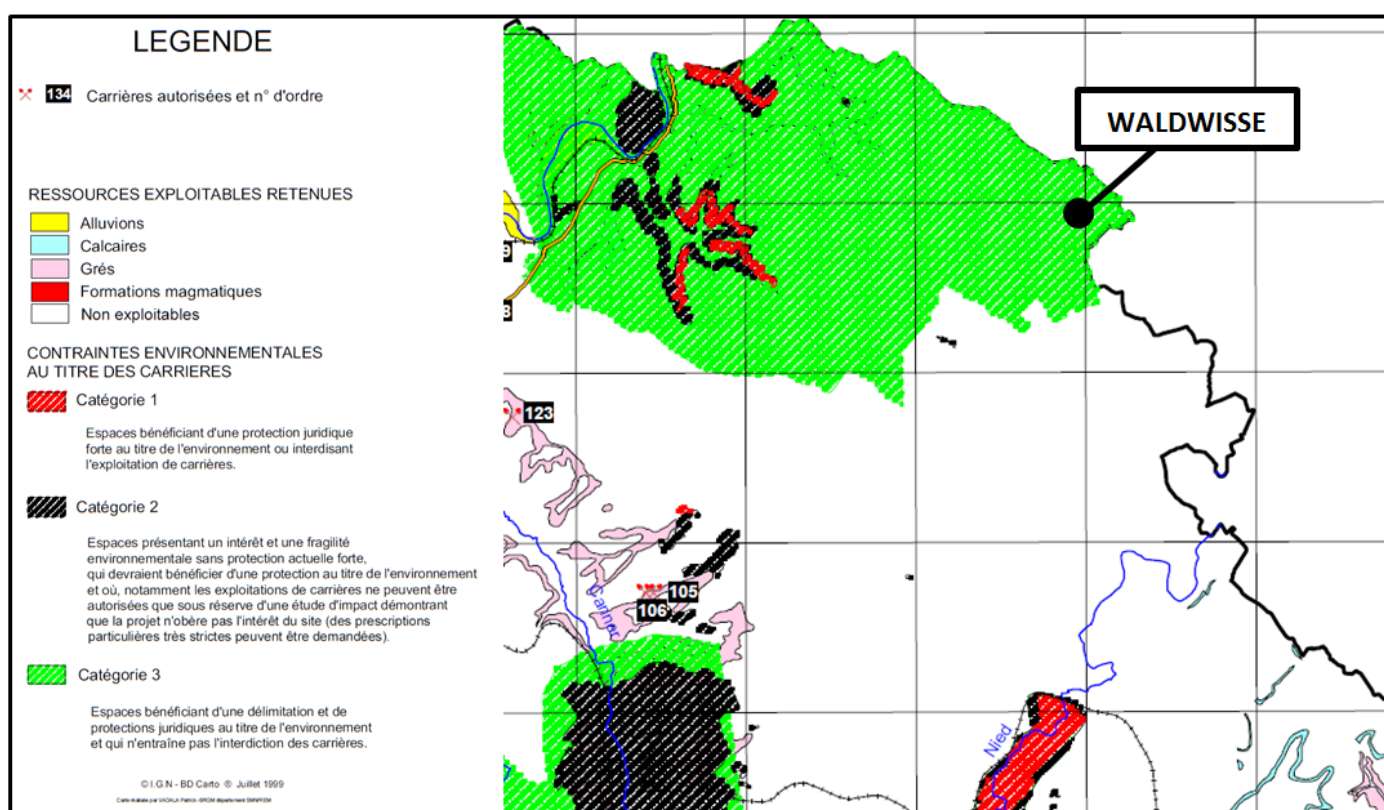 LEGENDE
134 Carrières autorisées et n° d'ordre
RESSOURCES EXPLOITABLES RETENUES
Alluvions
Calcaires
Grés
Formations magmatiques
Non exploitables
CONTRAINTES ENVIRONNEMENTALES
AU TITRE DES CARRIERES
Catégorie 1
Espaces bénéficiant d'une protection juridique
forte au titre de l'environnement ou interdisant
l'exploitation de carrières.
Catégorie 2
Espaces présentant un intérêt et une fragilité
environnementale sans protection actuelle forte,
qui devraient bénéficier d'une protection au titre de l'environnement
et où, notamment les exploitations de carrières ne peuvent être
autorisées que sous réserve d'une étude d'impact démontrant
que la projet n'obère pas l'intérêt du site (des prescriptions
particulières très strictes peuvent être demandées).
Catégorie 3
Espaces bénéficiant d'une délimitation et de
protections juridiques au titre de l'environnement
et qui n'entraîne pas l'interdiction des carrières.
© I.G.N - BD Carto ® Juillet 1999
WALDWISSE
9
3
123
105
106
Canner
Nied